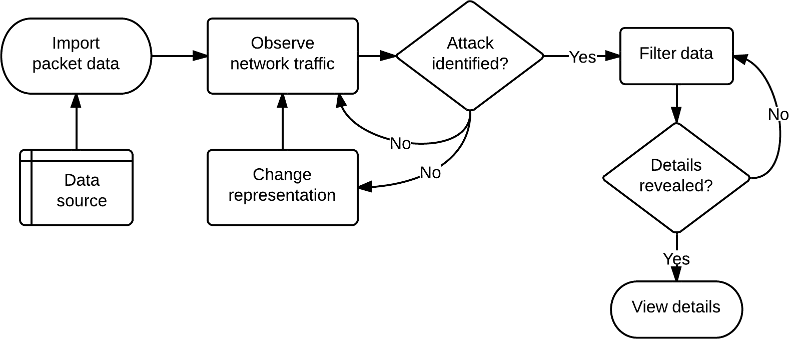 Import
packet data
Observe
network traffic
Attack
identified?
Yes
Filter data
No
No
No
Data
source
Change
representation
Details
revealed?
Yes
View details